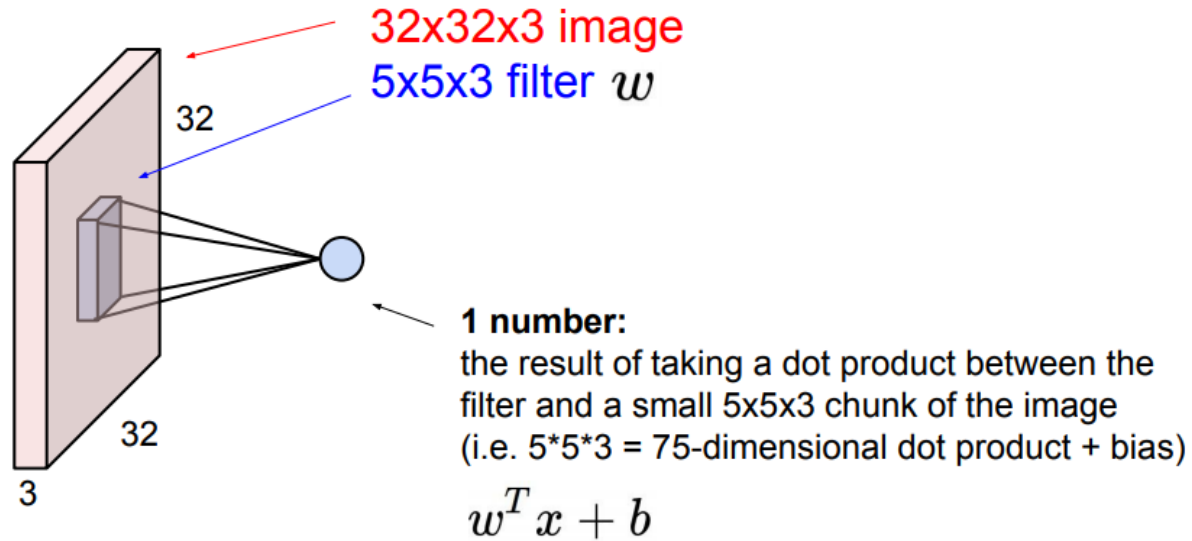 32x32x3 image
5x5x3 filter w
32
32
3
1 number:
the result of taking a dot product between the
filter and a small 5x5x3 chunk of the image
(i.e. 5*5*3 = 75-dimensional dot product + bias)
w^T x + b